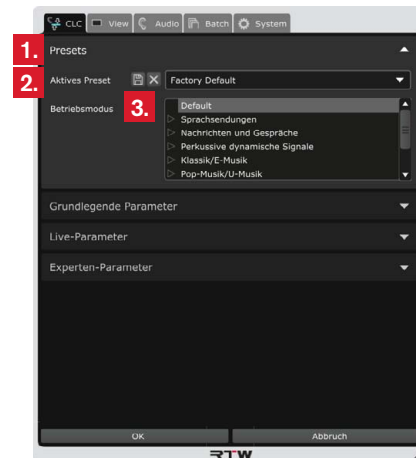 CLC View Audio Batch System
1. Presets
2. Aktives Preset Factory Default
Betriebsmodus 3. Default
Sprachsendungen
Nachrichten und Gespräche
Perkussive dynamische Signale
Klassik/E-Musik
Pop-Musik/U-Musik
Grundlegende Parameter
Live-Parameter
Experten-Parameter
OK Abbruch
RTW